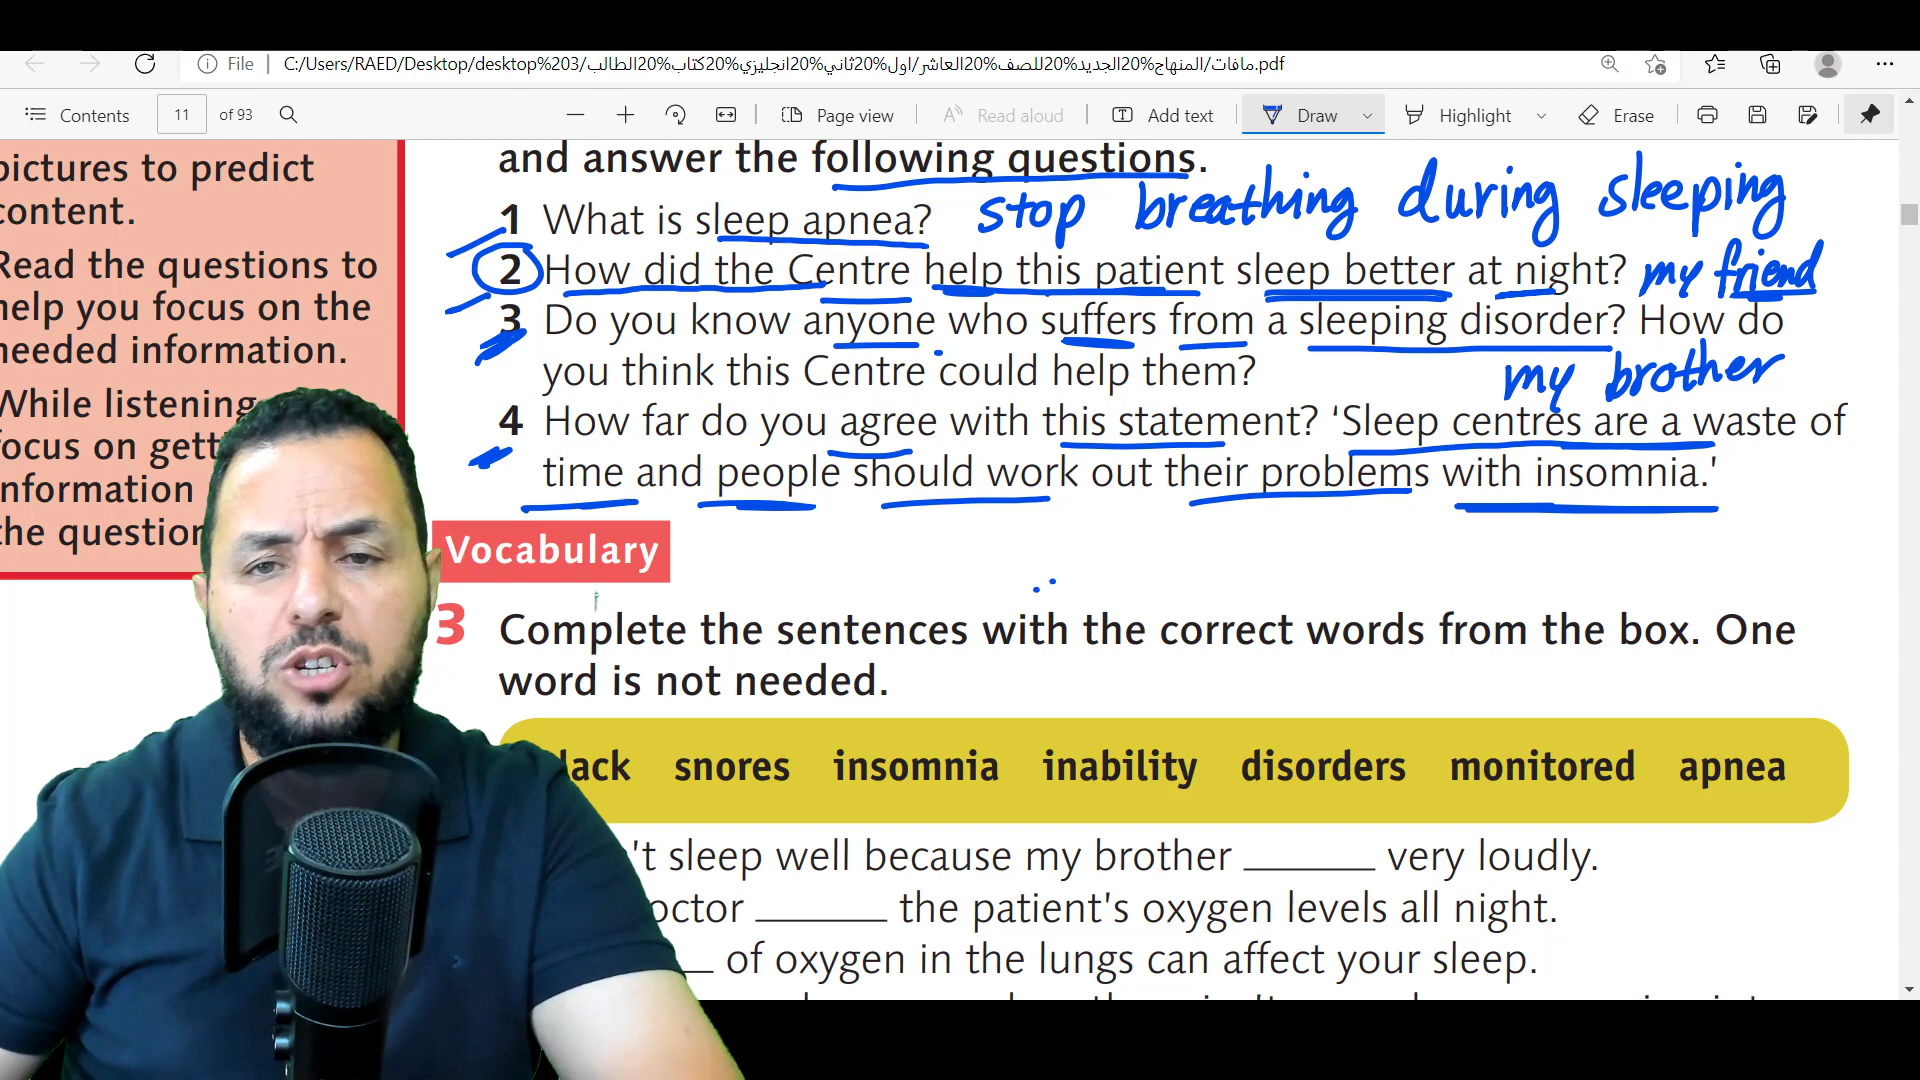 File
C:/Users/RAED/Desktop/desktop%203/مافات/المنهاج%20الجديد%20للصف%20العاشر/اول%20ثاني%20انجليزي%20كتاب%20الطالب.pdf
Contents
11 of 93
Page view
Read aloud
Add text
Draw
Highlight
Erase
pictures to predict
content.
Read the questions to
help you focus on the
needed information.
While listening
focus on gett
nformation
the question
and answer the following questions.
1 What is sleep apnea? stop breathing during sleeping
2 How did the Centre help this patient sleep better at night? my friend
3 Do you know anyone who suffers from a sleeping disorder? How do
you think this Centre could help them? my brother
4 How far do you agree with this statement? ‘Sleep centres are a waste of
time and people should work out their problems with insomnia.’
Vocabulary
3 Complete the sentences with the correct words from the box. One
word is not needed.
lack snores insomnia inability disorders monitored apnea
't sleep well because my brother ______ very loudly.
octor ______ the patient's oxygen levels all night.
__ of oxygen in the lungs can affect your sleep.